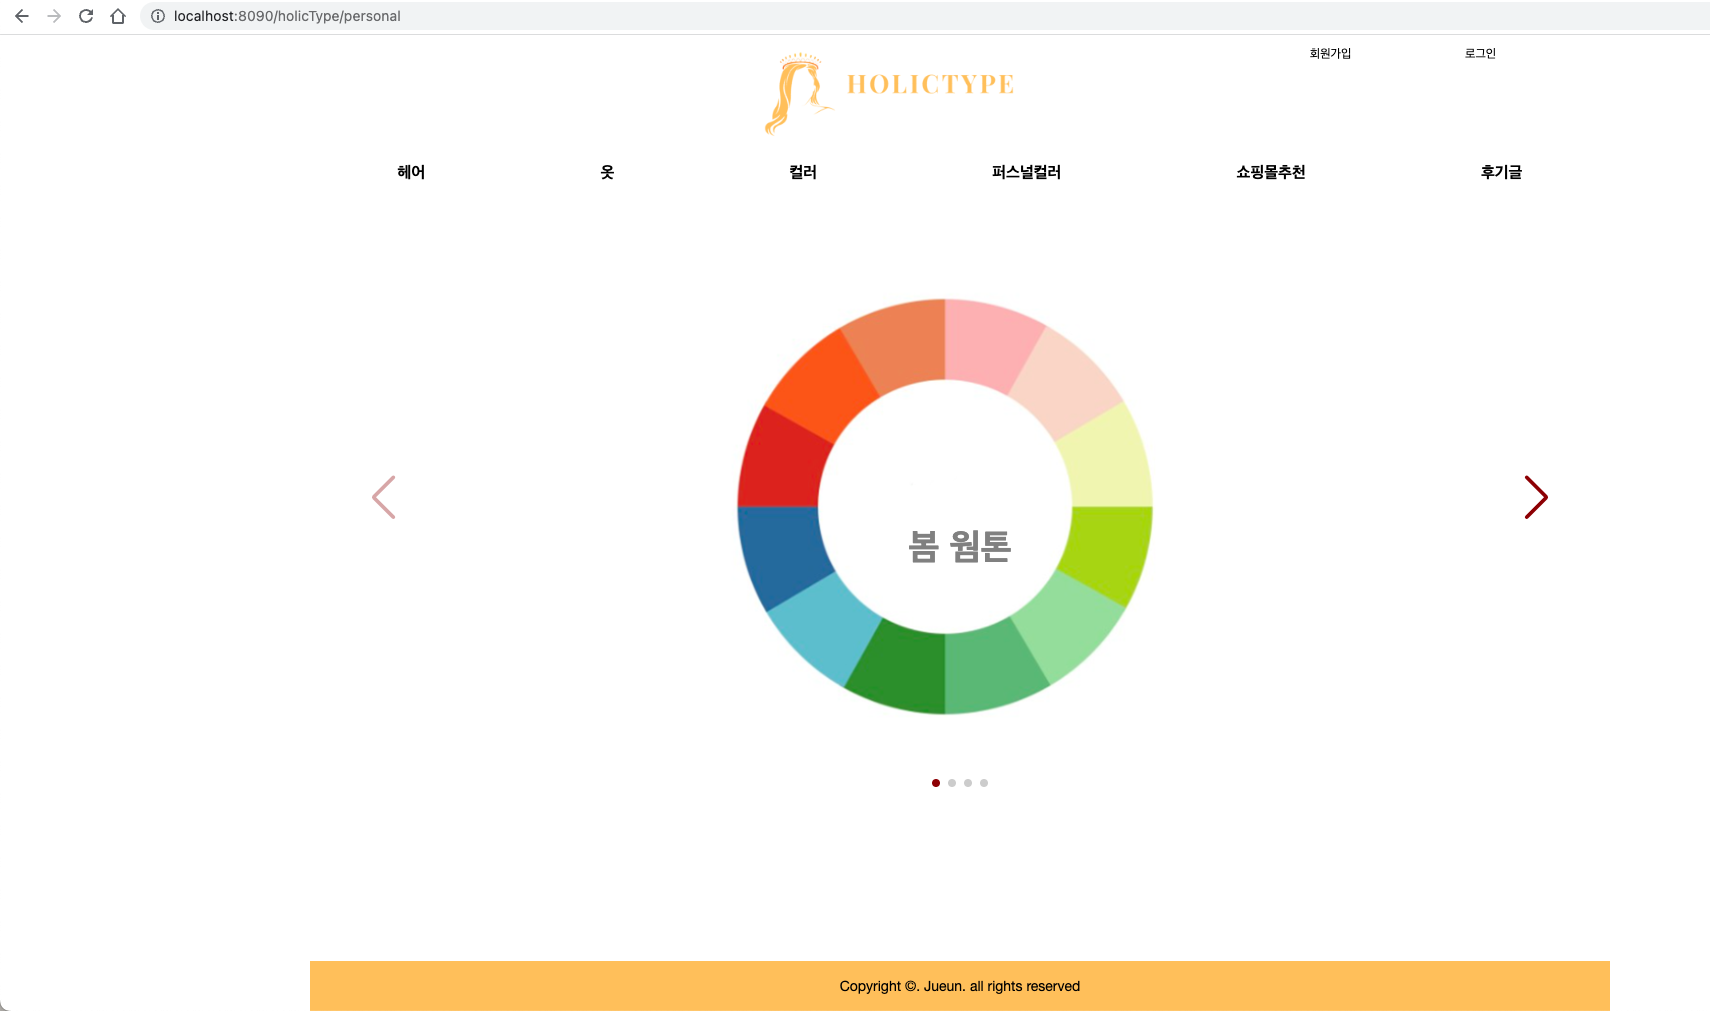 localhost:8090/holicType/personal
회원가입 로그인
HOLICTYPE
헤어 옷 컬러 퍼스널컬러 쇼핑몰추천 후기글
봄 웜톤
Copyright ©. Jueun. all rights reserved